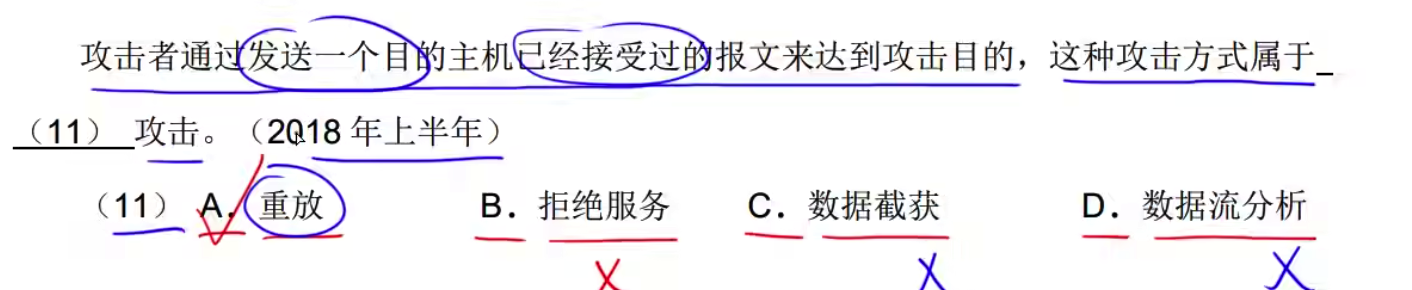 攻击者通过发送一个目的主机已经接受过的报文来达到攻击目的，这种攻击方式属于_
（11） 攻击。（2018 年上半年）
（11） A. 重放 B. 拒绝服务 C. 数据截获 D. 数据流分析